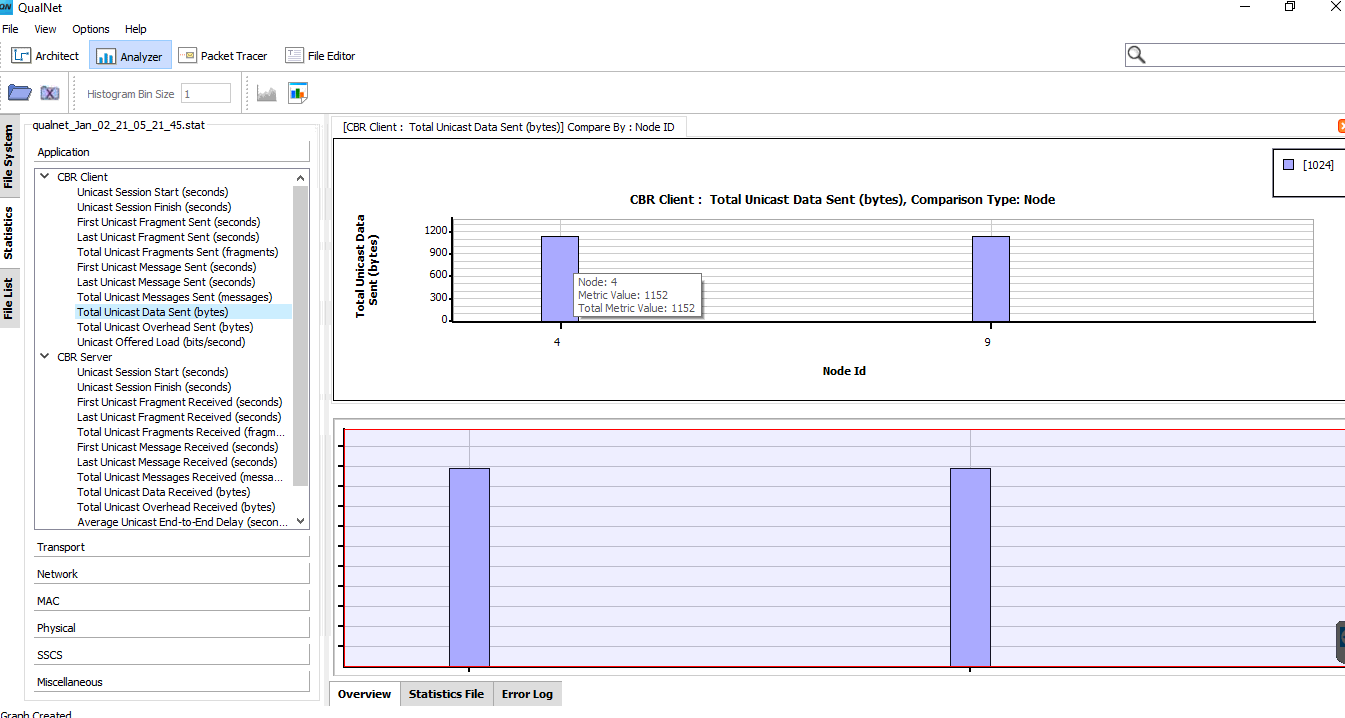 QN QualNet
File View Options Help
Architect Analyzer Packet Tracer File Editor
Histogram Bin Size 1
File System
Statistics
File List
qualnet_Jan_02_21_05_21_45.stat
Application
CBR Client
Unicast Session Start (seconds)
Unicast Session Finish (seconds)
First Unicast Fragment Sent (seconds)
Last Unicast Fragment Sent (seconds)
Total Unicast Fragments Sent (fragments)
First Unicast Message Sent (seconds)
Last Unicast Message Sent (seconds)
Total Unicast Messages Sent (messages)
Total Unicast Data Sent (bytes)
Total Unicast Overhead Sent (bytes)
Unicast Offered Load (bits/second)
CBR Server
Unicast Session Start (seconds)
Unicast Session Finish (seconds)
First Unicast Fragment Received (seconds)
Last Unicast Fragment Received (seconds)
Total Unicast Fragments Received (fragm...
First Unicast Message Received (seconds)
Last Unicast Message Received (seconds)
Total Unicast Messages Received (messa...
Total Unicast Data Received (bytes)
Total Unicast Overhead Received (bytes)
Average Unicast End-to-End Delay (secon...
Transport
Network
MAC
Physical
SSCS
Miscellaneous
[CBR Client : Total Unicast Data Sent (bytes)] Compare By : Node ID
[1024]
CBR Client : Total Unicast Data Sent (bytes), Comparison Type: Node
Total Unicast Data
Sent (bytes)
1200
900
600
300
0
Node: 4
Metric Value: 1152
Total Metric Value: 1152
4 9
Node Id
Overview Statistics File Error Log
Graph Created